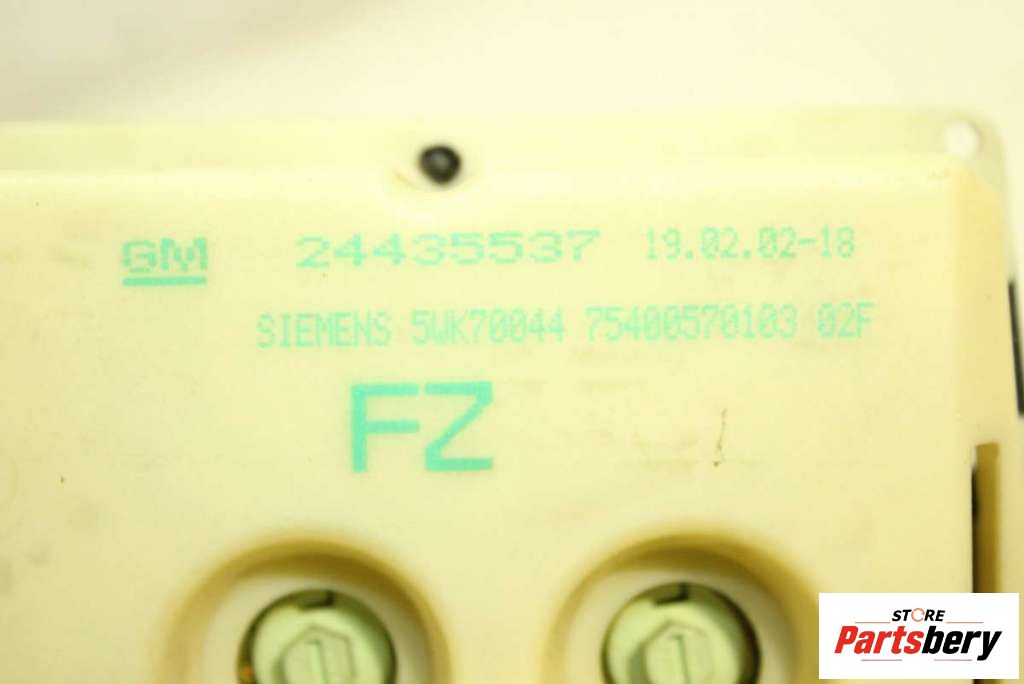 GM 24435537 19.02.02-18
SIEMENS 5WK70044 75400570103 02F
FZ
STORE
Partsbery